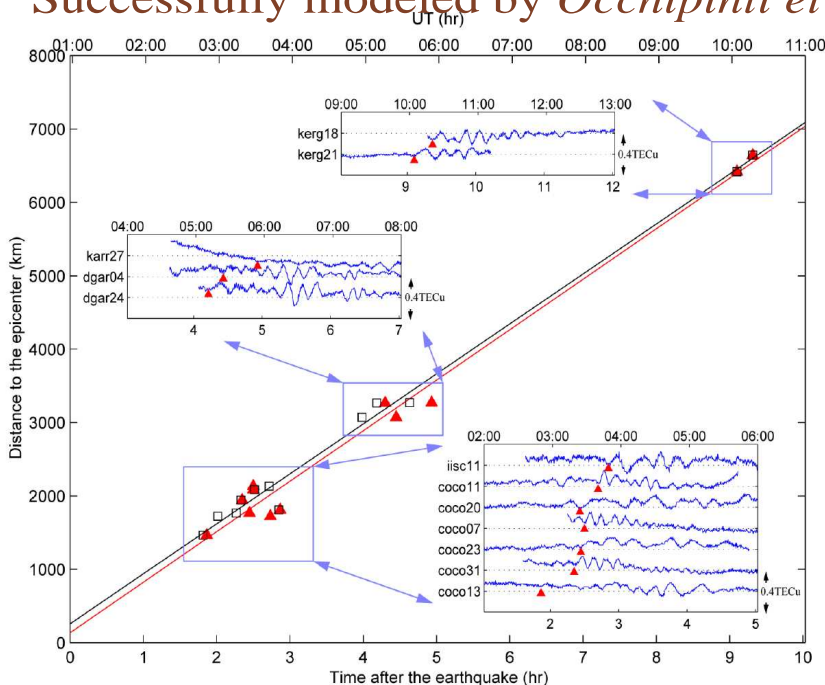 Successfully modeled by Occhipinti et
UT (hr)
01:00 02:00 03:00 04:00 05:00 06:00 07:00 08:00 09:00 10:00 11:00
8000
7000
6000
5000
4000
3000
2000
1000
0
Distance to the epicenter (km)
09:00 10:00 11:00 12:00 13:00
kerg18
kerg21
0.4TECu
9 10 11 12
04:00 05:00 06:00 07:00 08:00
karr27
dgar04
dgar24
0.4TECu
4 5 6 7
02:00 03:00 04:00 05:00 06:00
iisc11
coco11
coco20
coco07
coco23
coco31
coco13
0.4TECu
2 3 4 5
0 1 2 3 4 5 6 7 8 9 10
Time after the earthquake (hr)